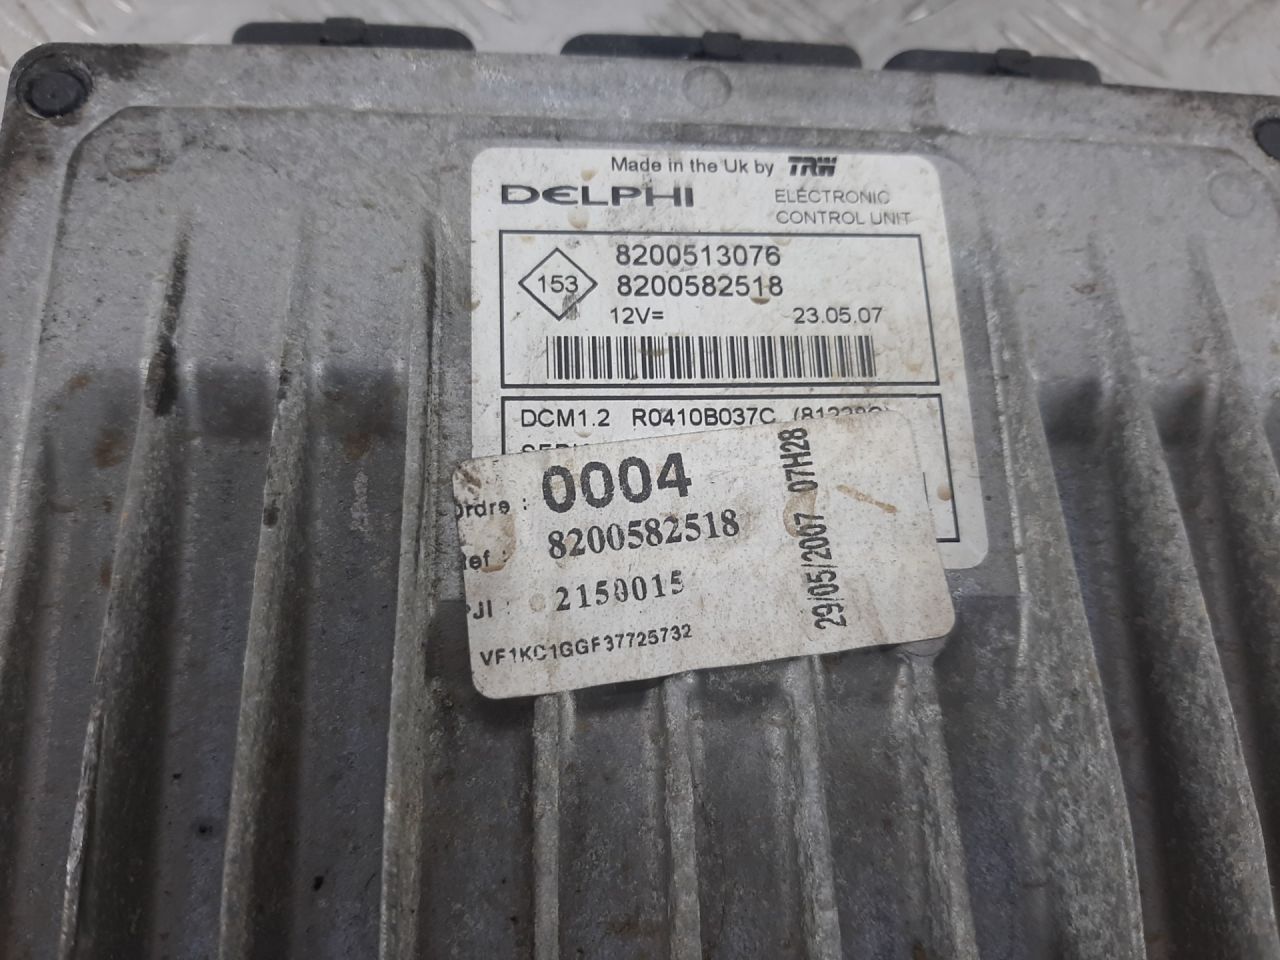 Made in the Uk by TRW
DELPHI ELECTRONIC
CONTROL UNIT
153
8200513076
8200582518
12V= 23.05.07
DCM1.2 R0410B037C
0004
8200582518
2150015
VF1KC1GGF37725732
29/05/2007 07H28